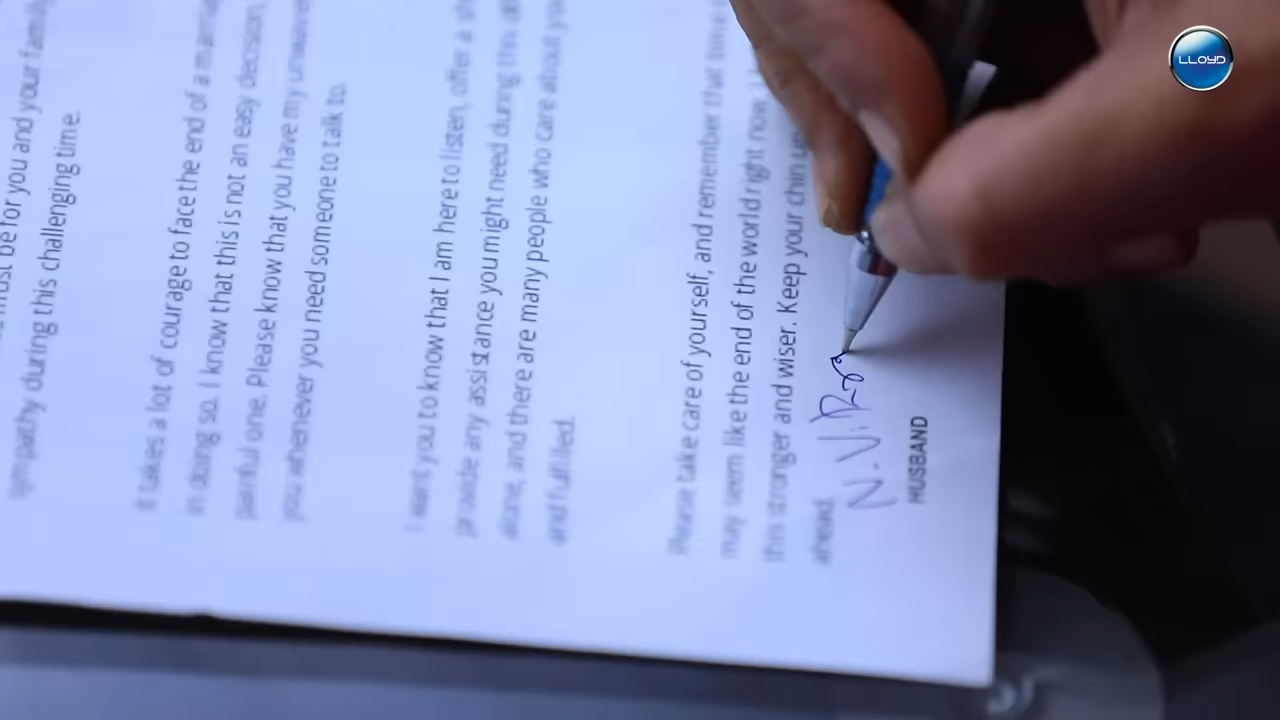 must be for you and your family
sympathy during this challenging time.
It takes a lot of courage to face the end of a marria
in doing so. I know that this is not an easy decision,
painful one. Please know that you have my unwaver
you whenever you need someone to talk to.
I want you to know that I am here to listen, offer a sh
provide any assistance you might need during this
alone, and there are many people who care about you
and fulfilled.
Please take care of yourself, and remember that
may seem like the end of the world right now,
this stronger and wiser. Keep your chin up
ahead.
N.V.R
HUSBAND
LLOYD